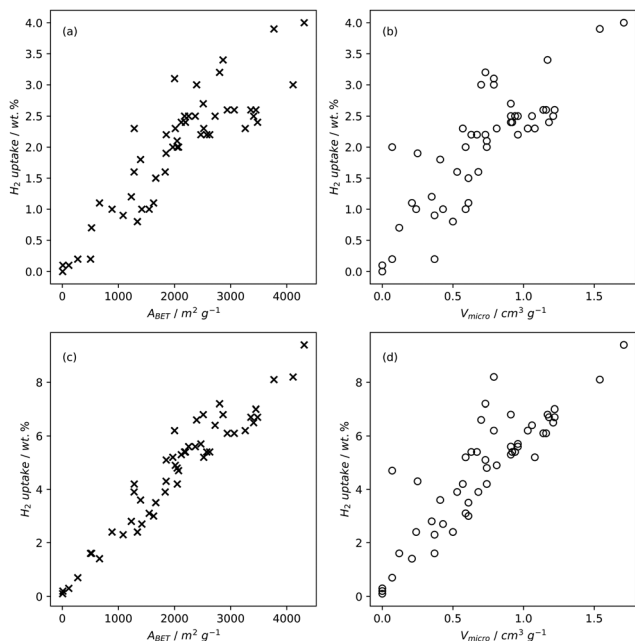 (a)
4.0
3.5
3.0
2.5
2.0
1.5
1.0
0.5
0.0
H₂ uptake / wt. %
0 1000 2000 3000 4000
A_BET / m² g⁻¹
(b)
4.0
3.5
3.0
2.5
2.0
1.5
1.0
0.5
0.0
H₂ uptake / wt. %
0.0 0.5 1.0 1.5
V_micro / cm³ g⁻¹
(c)
8
6
4
2
0
H₂ uptake / wt. %
0 1000 2000 3000 4000
A_BET / m² g⁻¹
(d)
8
6
4
2
0
H₂ uptake / wt. %
0.0 0.5 1.0 1.5
V_micro / cm³ g⁻¹